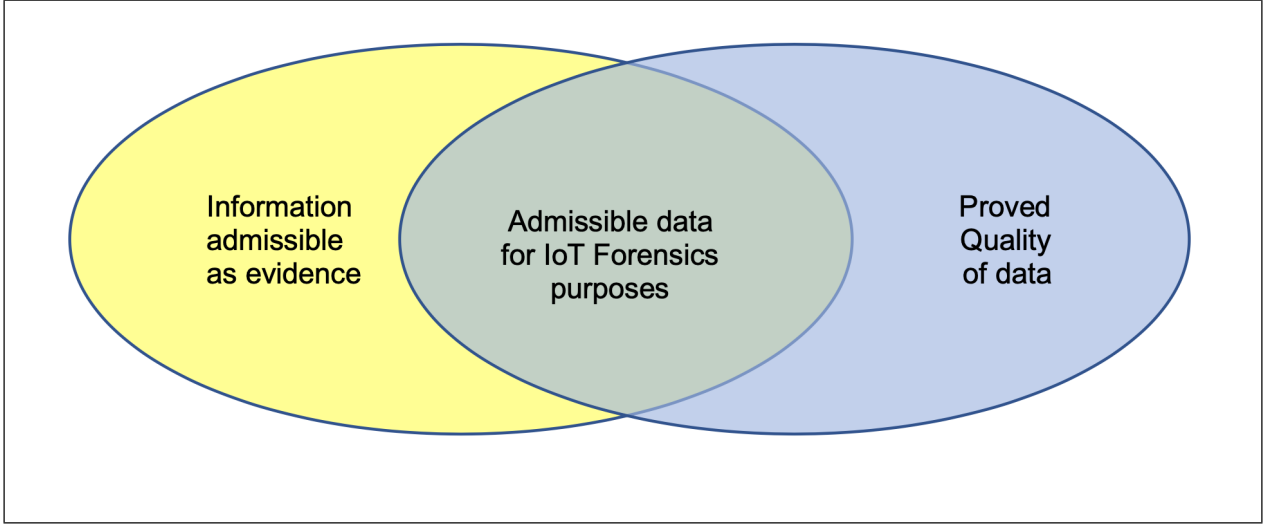 Information
admissible
as evidence
Admissible data
for IoT Forensics
purposes
Proved
Quality
of data